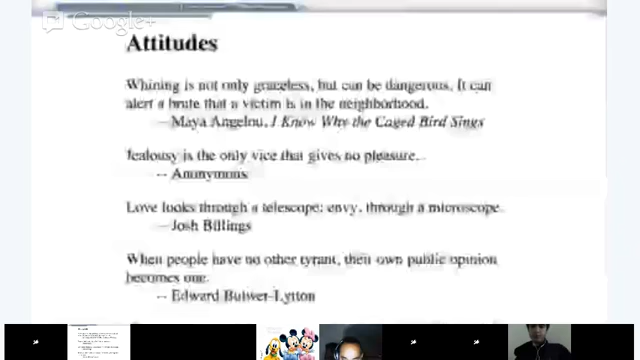 Google+
Attitudes
Whining is not only graceless, but can be dangerous. It can
alert a brute that a victim is in the neighborhood.
—Maya Angelou, I Know Why the Caged Bird Sings
Jealousy is the only vice that gives no pleasure.
-- Anonymous
Love looks through a telescope; envy, through a microscope.
—Josh Billings
When people have no other tyrant, their own public opinion
becomes one.
-- Edward Bulwer-Lytton